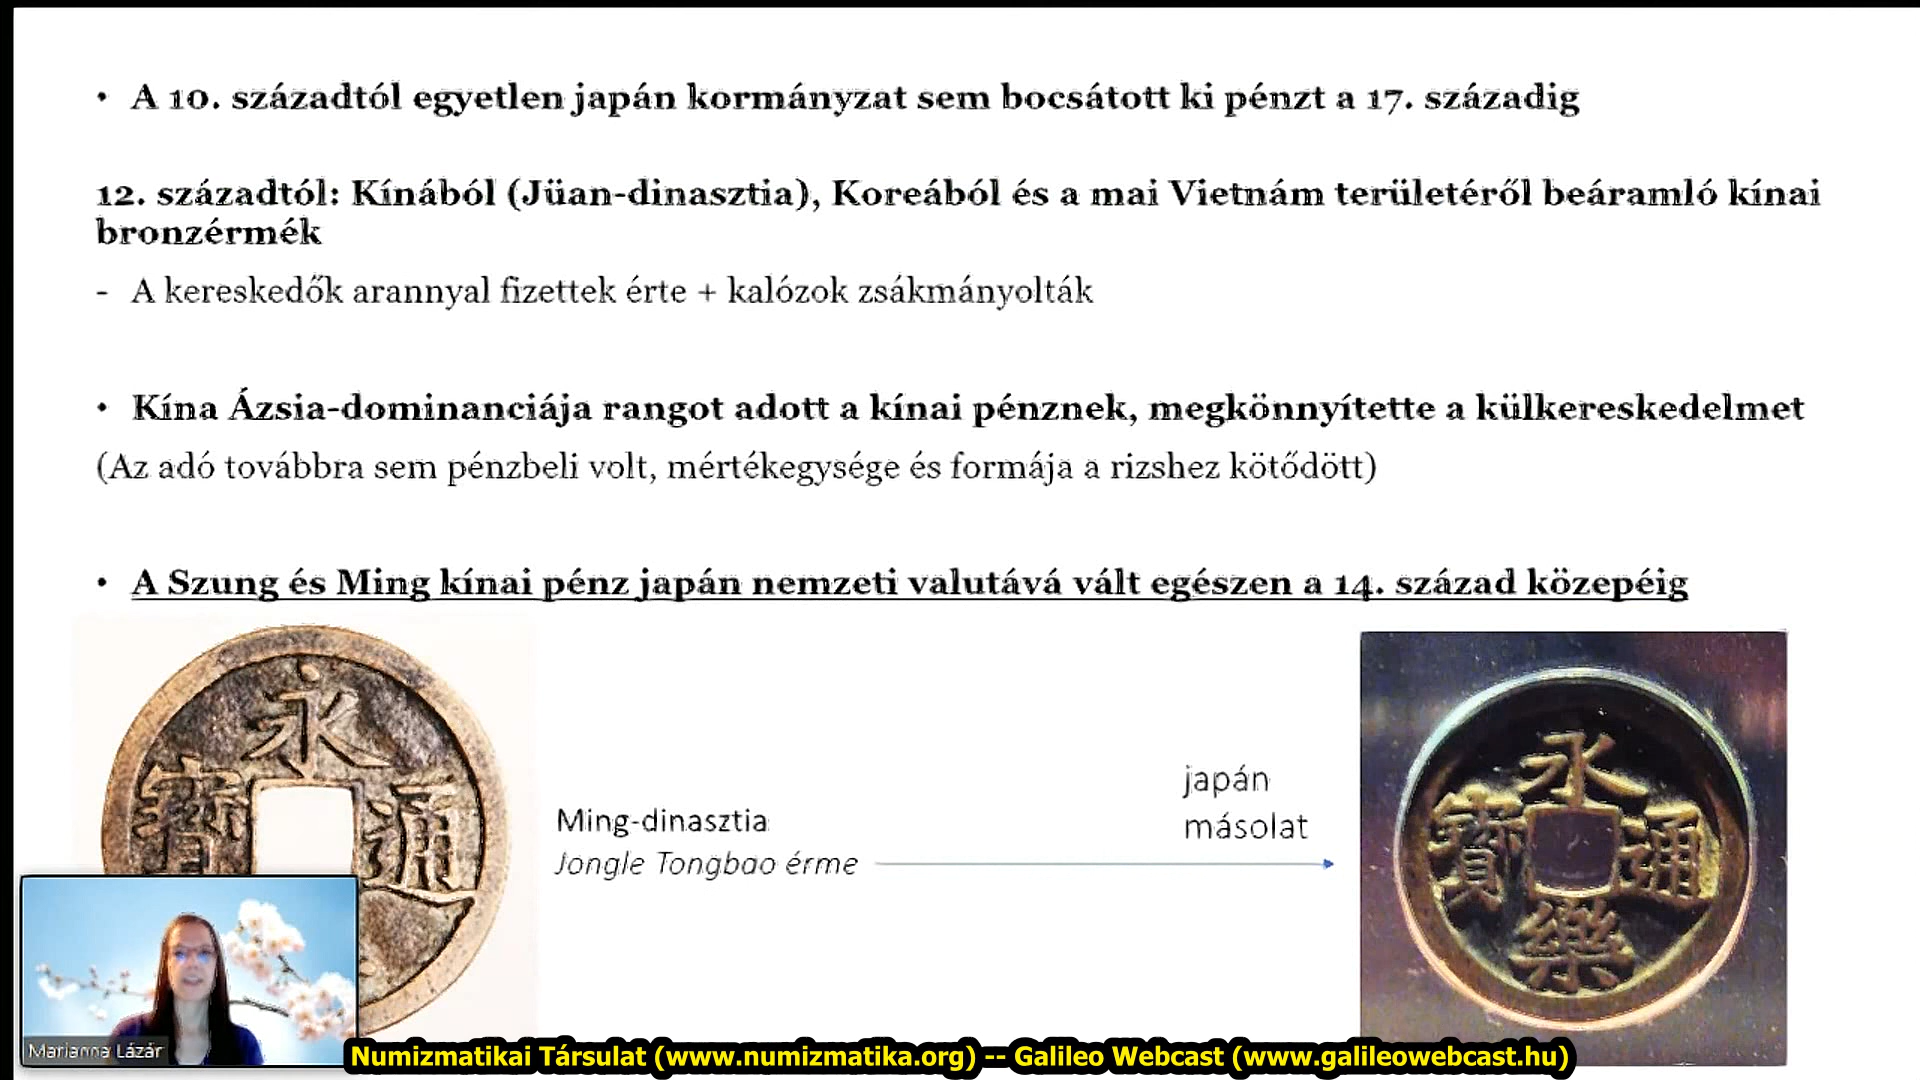 • A 10. századtól egyetlen japán kormányzat sem bocsátott ki pénzt a 17. századig
12. századtól: Kínából (Jüan-dinasztia), Koreából és a mai Vietnám területéről beáramló kínai
bronzérmék
- A kereskedők arannyal fizettek érte + kalózok zsákmányolták
• Kína Ázsia-dominanciája rangot adott a kínai pénznek, megkönnyítette a külkereskedelmet
(Az adó továbbra sem pénzbeli volt, mértékegysége és formája a rizshez kötődött)
• A Szung és Ming kínai pénz japán nemzeti valutává vált egészen a 14. század közepéig
永
寶 通
Ming-dinasztia
Jongle Tongbao érme
japán
másolat
永
寶 通
樂
Marianna Lázár
Numizmatikai Társulat (www.numizmatika.org) -- Galileo Webcast (www.galileowebcast.hu)